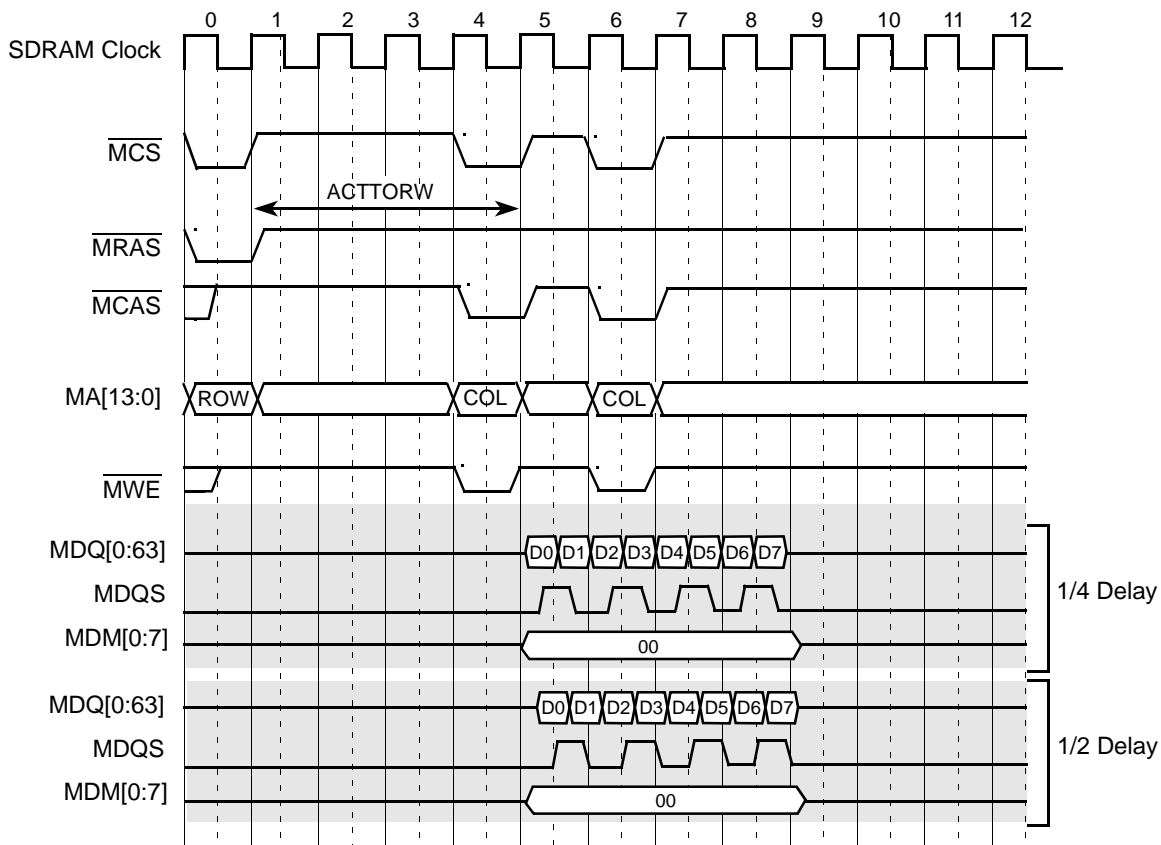 0 1 2 3 4 5 6 7 8 9 10 11 12
SDRAM Clock
MCS
ACTTORW
MRAS
MCAS
MA[13:0] ROW COL COL
MWE
MDQ[0:63] D0 D1 D2 D3 D4 D5 D6 D7
MDQS
1/4 Delay
MDM[0:7] 00
MDQ[0:63] D0 D1 D2 D3 D4 D5 D6 D7
MDQS
1/2 Delay
MDM[0:7] 00